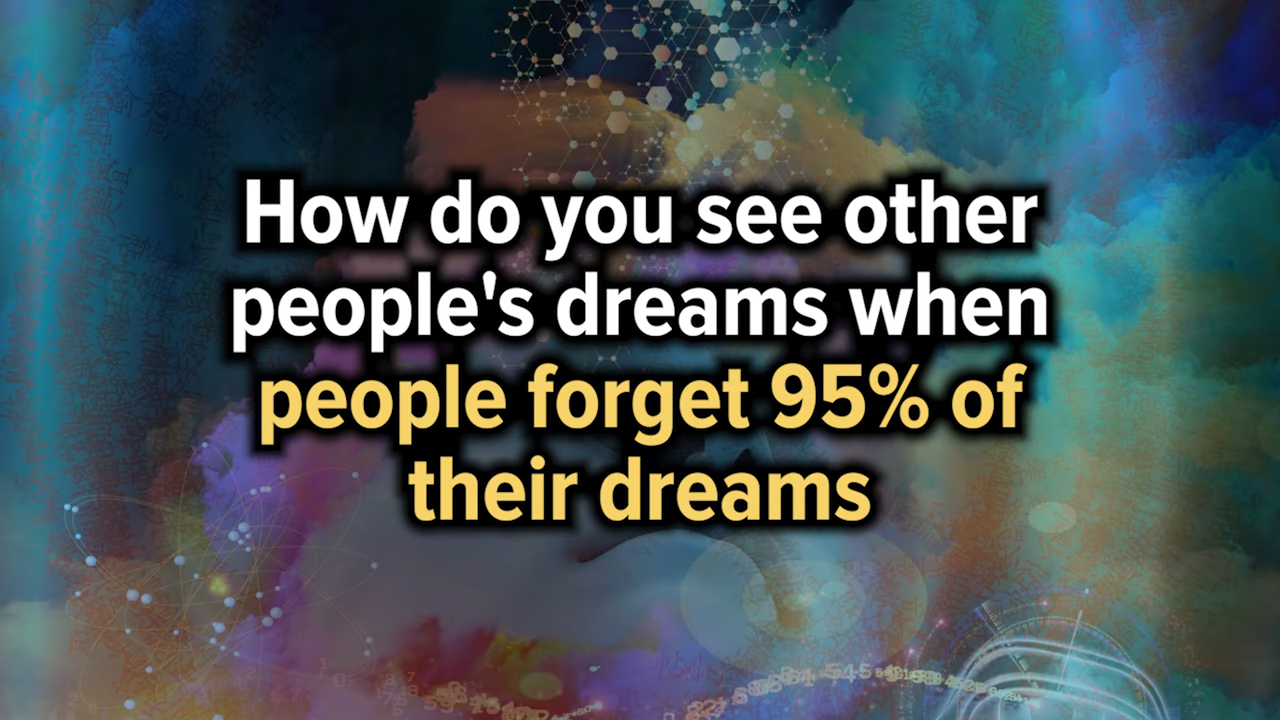 How do you see other
people's dreams when
people forget 95% of
their dreams